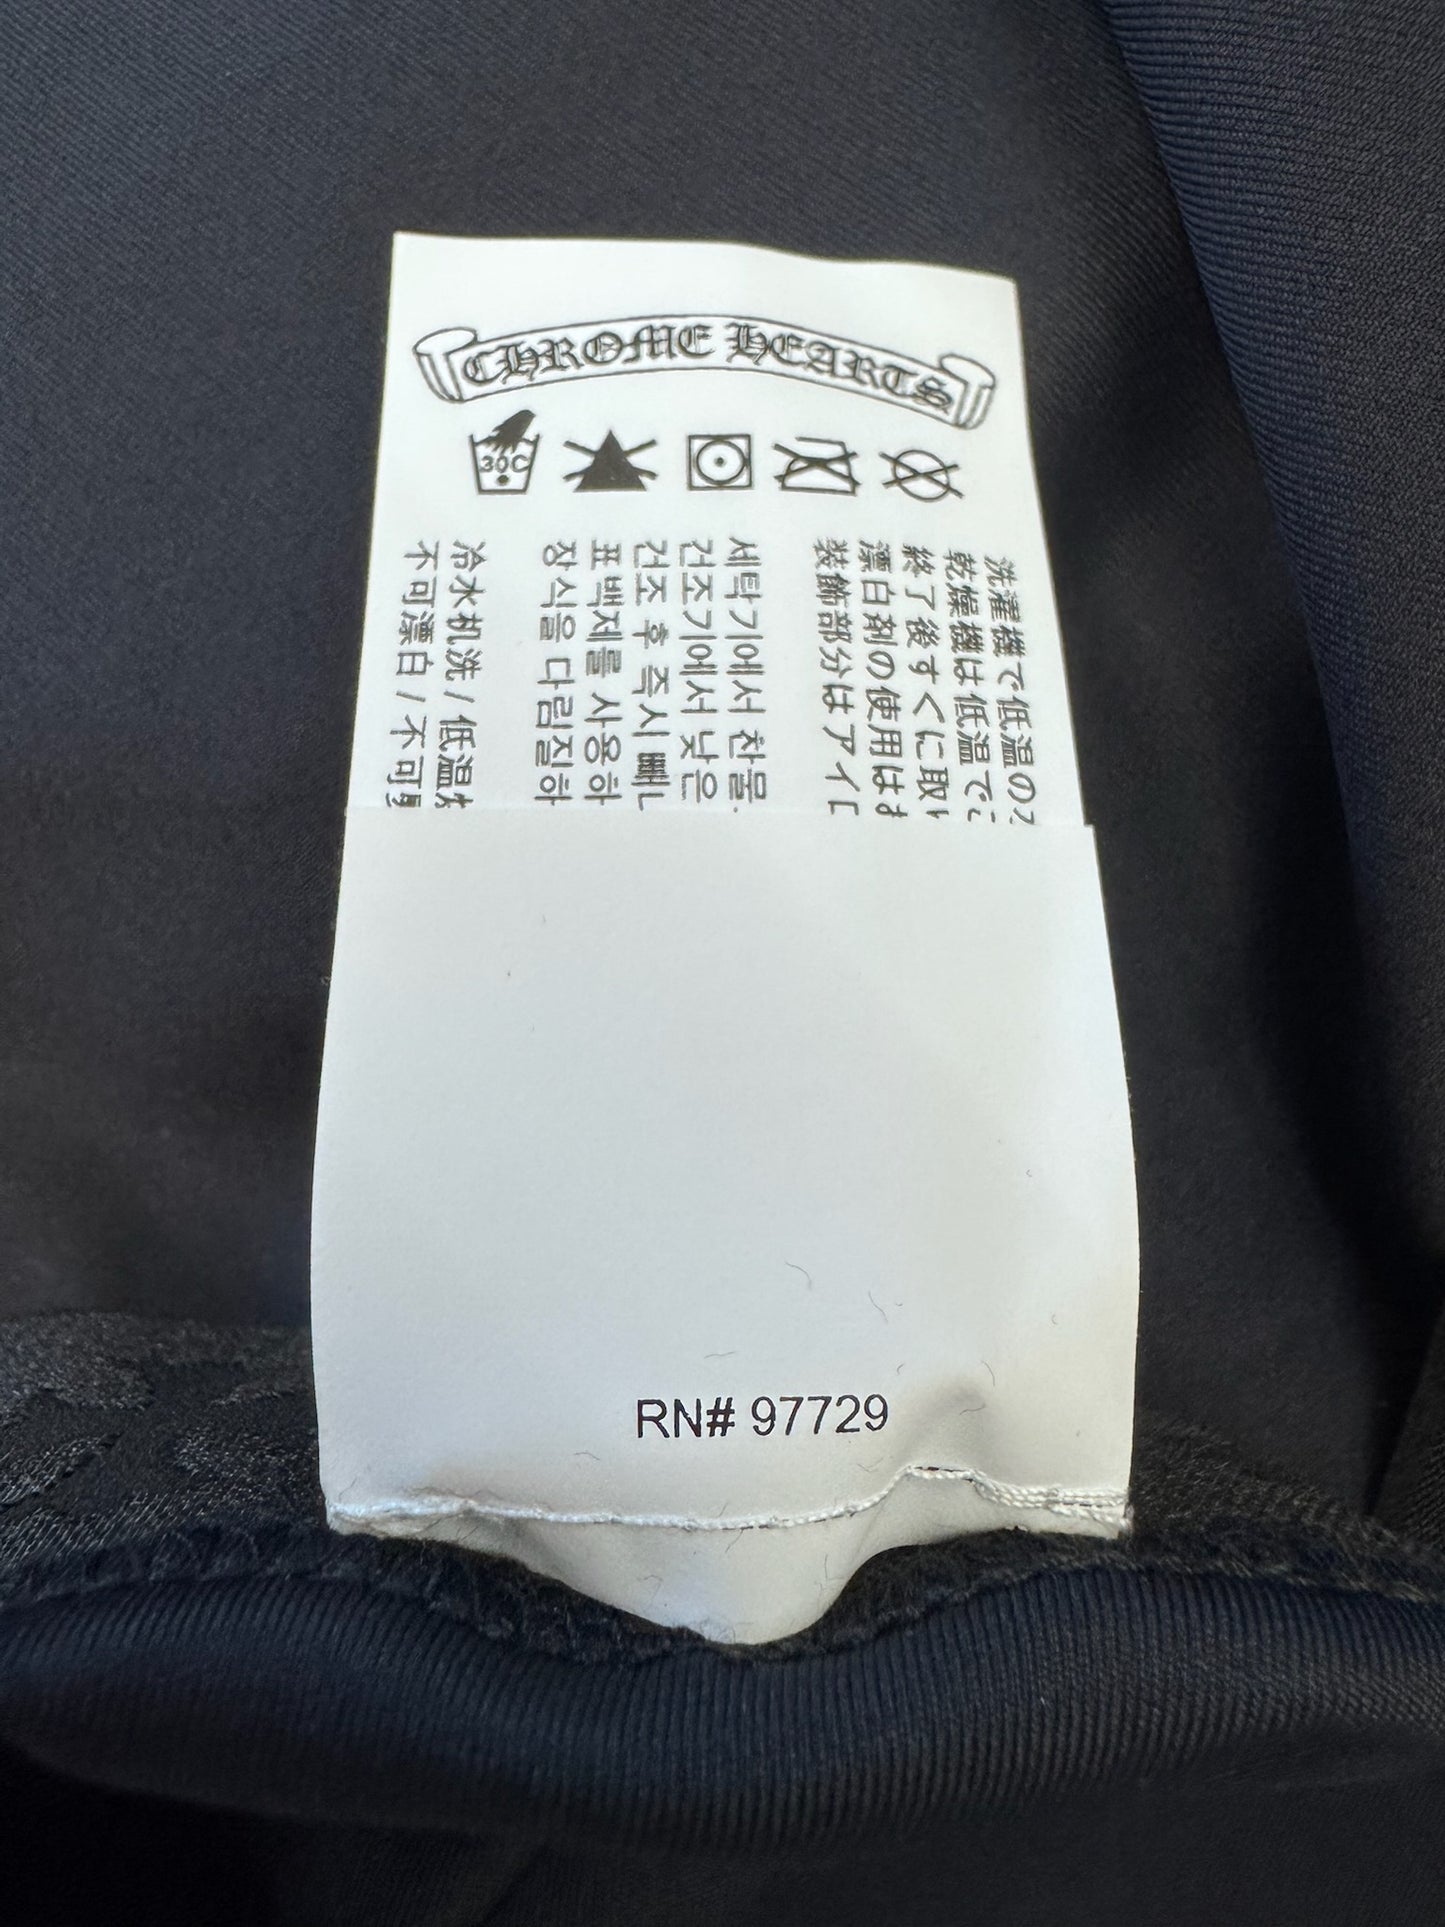 CHROME HEARTS
30C
洗濯機で低温の
乾燥機は低温で
終了後すぐに取
漂白剤の使用は
装飾部分はアイ
세탁기에서 찬물
건조기에서 낮은
건조 후 즉시 빼
표백제를 사용하
장식을 다림질하
冷水机洗 / 低温
不可漂白 / 不可
RN# 97729